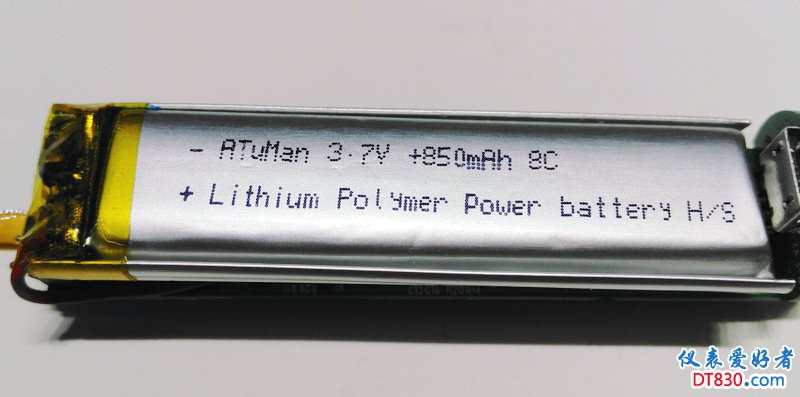 - ATuMan 3.7V +850mAh 8C
+ Lithium Polymer Power battery H/S
仪表爱好者
DT830.com